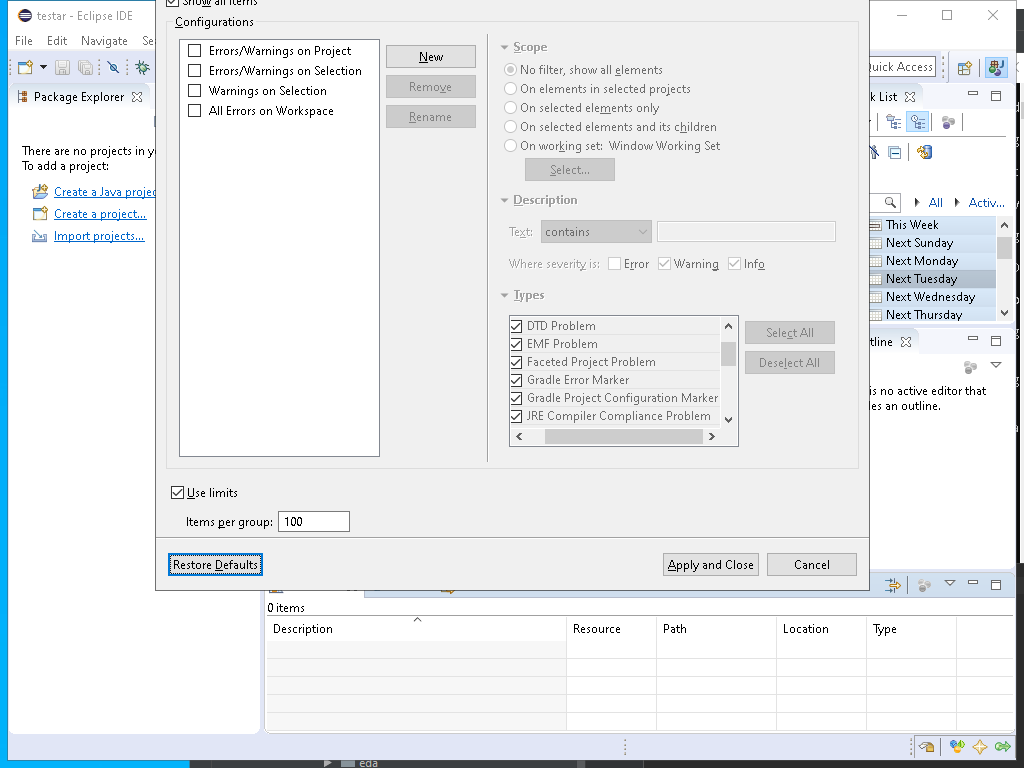 Show all items
testar - Eclipse IDE
Configurations
File Edit Navigate Se
Errors/Warnings on Project
New
Scope
Errors/Warnings on Selection
No filter, show all elements
Quick Access
Warnings on Selection
Remove
On elements in selected projects
Package Explorer
k List
All Errors on Workspace
Rename
On selected elements only
On selected elements and its children
On working set: Window Working Set
There are no projects in y
To add a project:
Select...
Create a Java projec
Description
All
Activ...
Create a project...
Text:
contains
This Week
Import projects...
Next Sunday
Where severity is:
Error
Warning
Info
Next Monday
Next Tuesday
Types
Next Wednesday
Next Thursday
DTD Problem
Select All
EMF Problem
tline
Faceted Project Problem
Deselect All
Gradle Error Marker
is no active editor that
Gradle Project Configuration Marker
des an outline.
JRE Compiler Compliance Problem
Use limits
Items per group:
100
Restore Defaults
Apply and Close
Cancel
0 items
Description
Resource
Path
Location
Type
eda